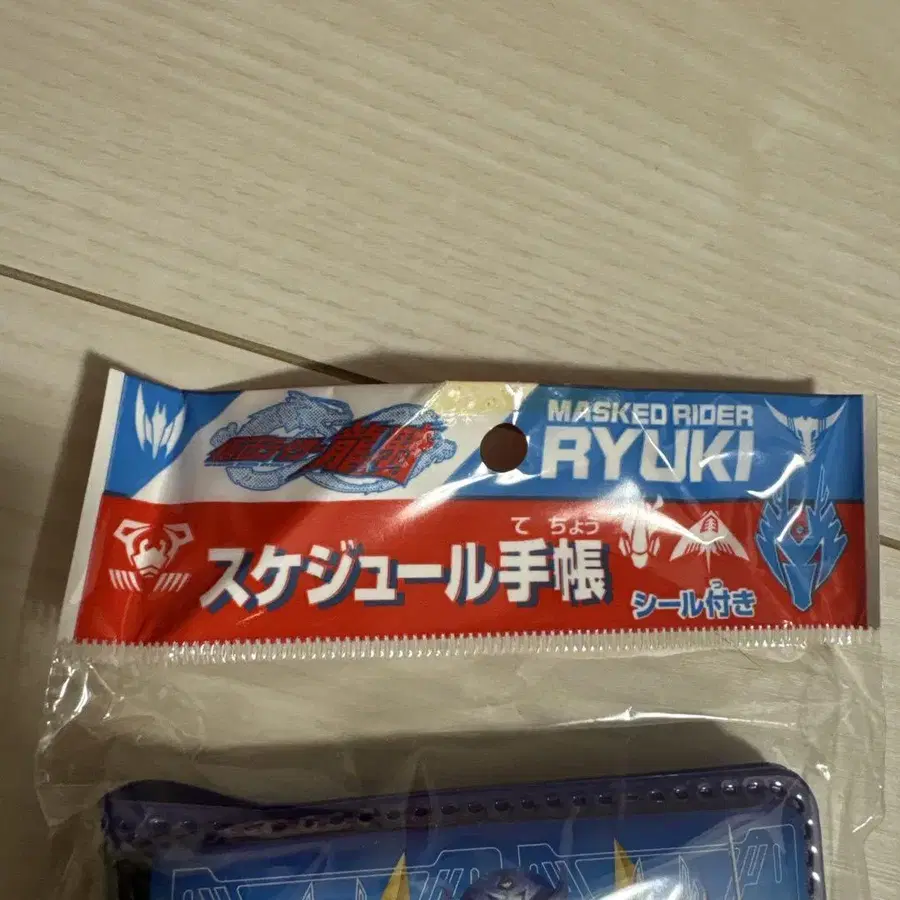 仮面ライダー龍騎
MASKED RIDER
RYUKI
て ちょう
スケジュール手帳
つ
シール付き